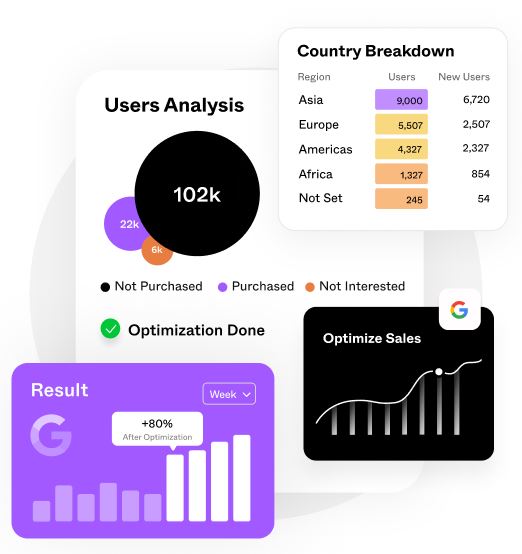 Country Breakdown
Region Users New Users
Asia 9,000 6,720
Europe 5,507 2,507
Americas 4,327 2,327
Africa 1,327 854
Not Set 245 54
Users Analysis
102k
22k
6k
Not Purchased Purchased Not Interested
Optimization Done
Optimize Sales
G
Result
Week
G
+80%
After Optimization